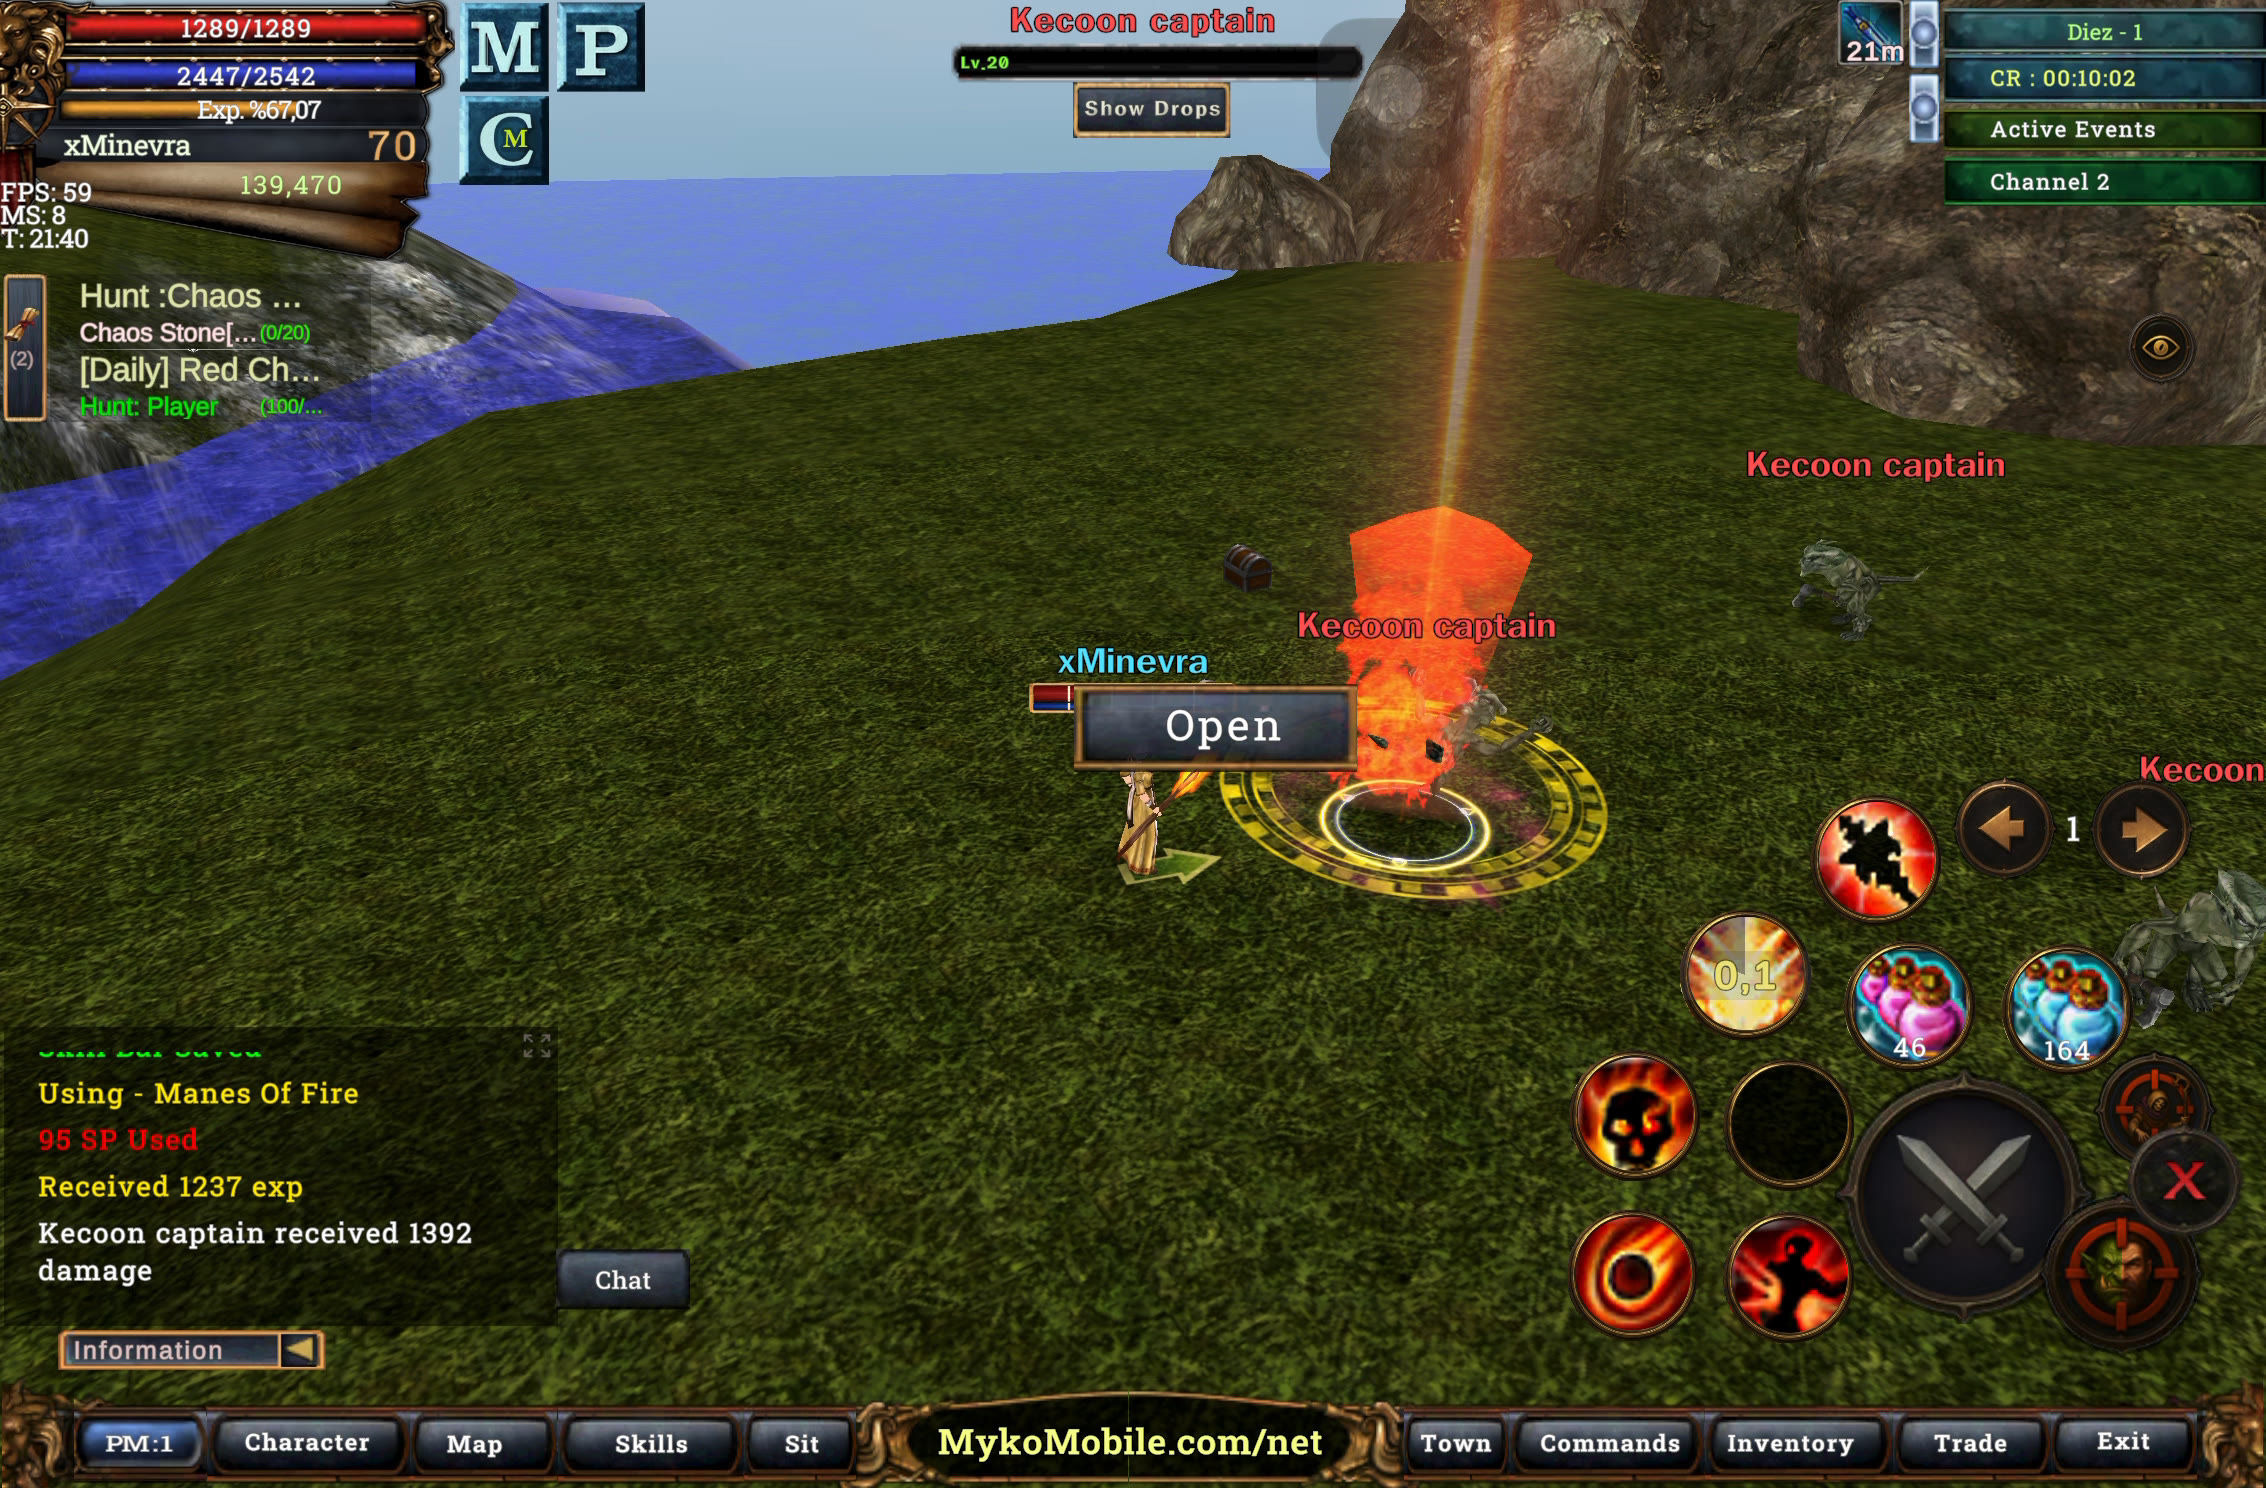 1289/1289
2447/2542
Exp. %67,07
xMinevra 70
139,470
FPS: 59
MS: 8
T: 21:40
M P
C M
Kecoon captain
Lv.20
Show Drops
21m
Diez - 1
CR : 00:10:02
Active Events
Channel 2
Hunt :Chaos ...
Chaos Stone[... (0/20)
(2)
[Daily] Red Ch...
Hunt: Player (100/...
Kecoon captain
Kecoon captain
xMinevra
Open
Kecoon
1
0,1
46
164
X
Skill Bar Saved
Using - Manes Of Fire
95 SP Used
Received 1237 exp
Kecoon captain received 1392
damage
Chat
Information
PM:1 Character Map Skills Sit MykoMobile.com/net Town Commands Inventory Trade Exit